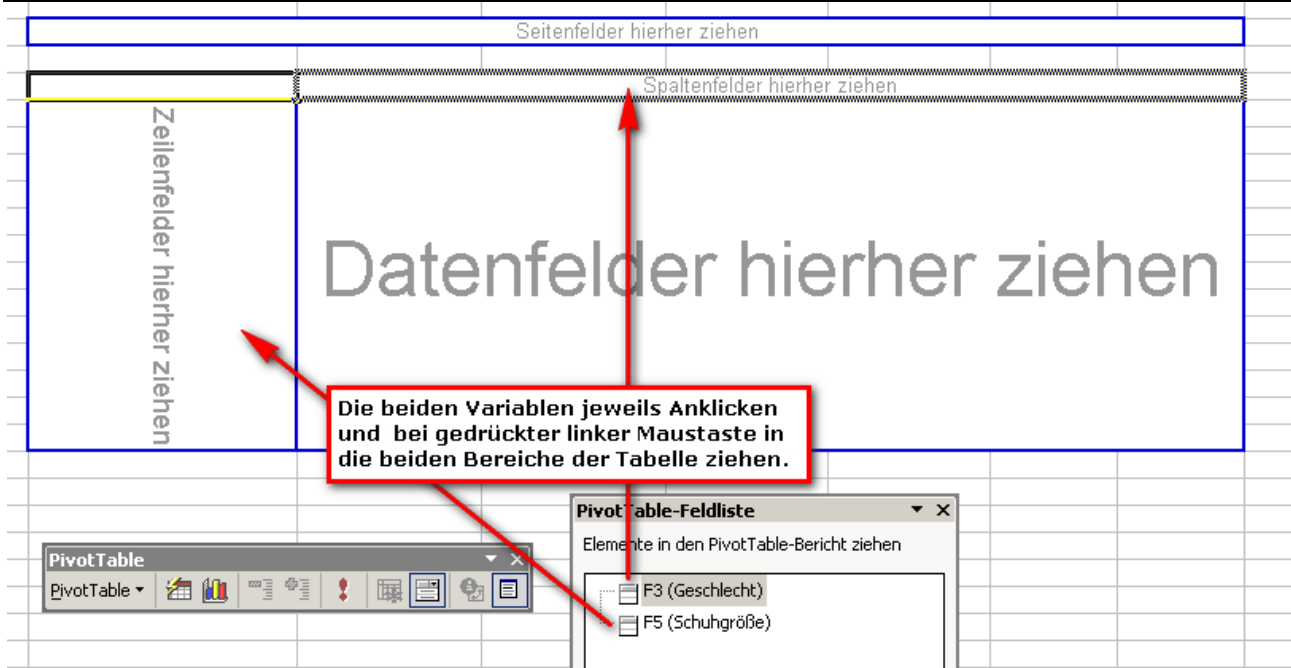 Seitenfelder hierher ziehen
Spaltenfelder hierher ziehen
Zeilenfelder hierher ziehen
Datenfelder hierher ziehen
Die beiden Variablen jeweils Anklicken
und bei gedrückter linker Maustaste in
die beiden Bereiche der Tabelle ziehen.
PivotTable-Feldliste
Elemente in den PivotTable-Bericht ziehen
F3 (Geschlecht)
F5 (Schuhgröße)
PivotTable
PivotTable